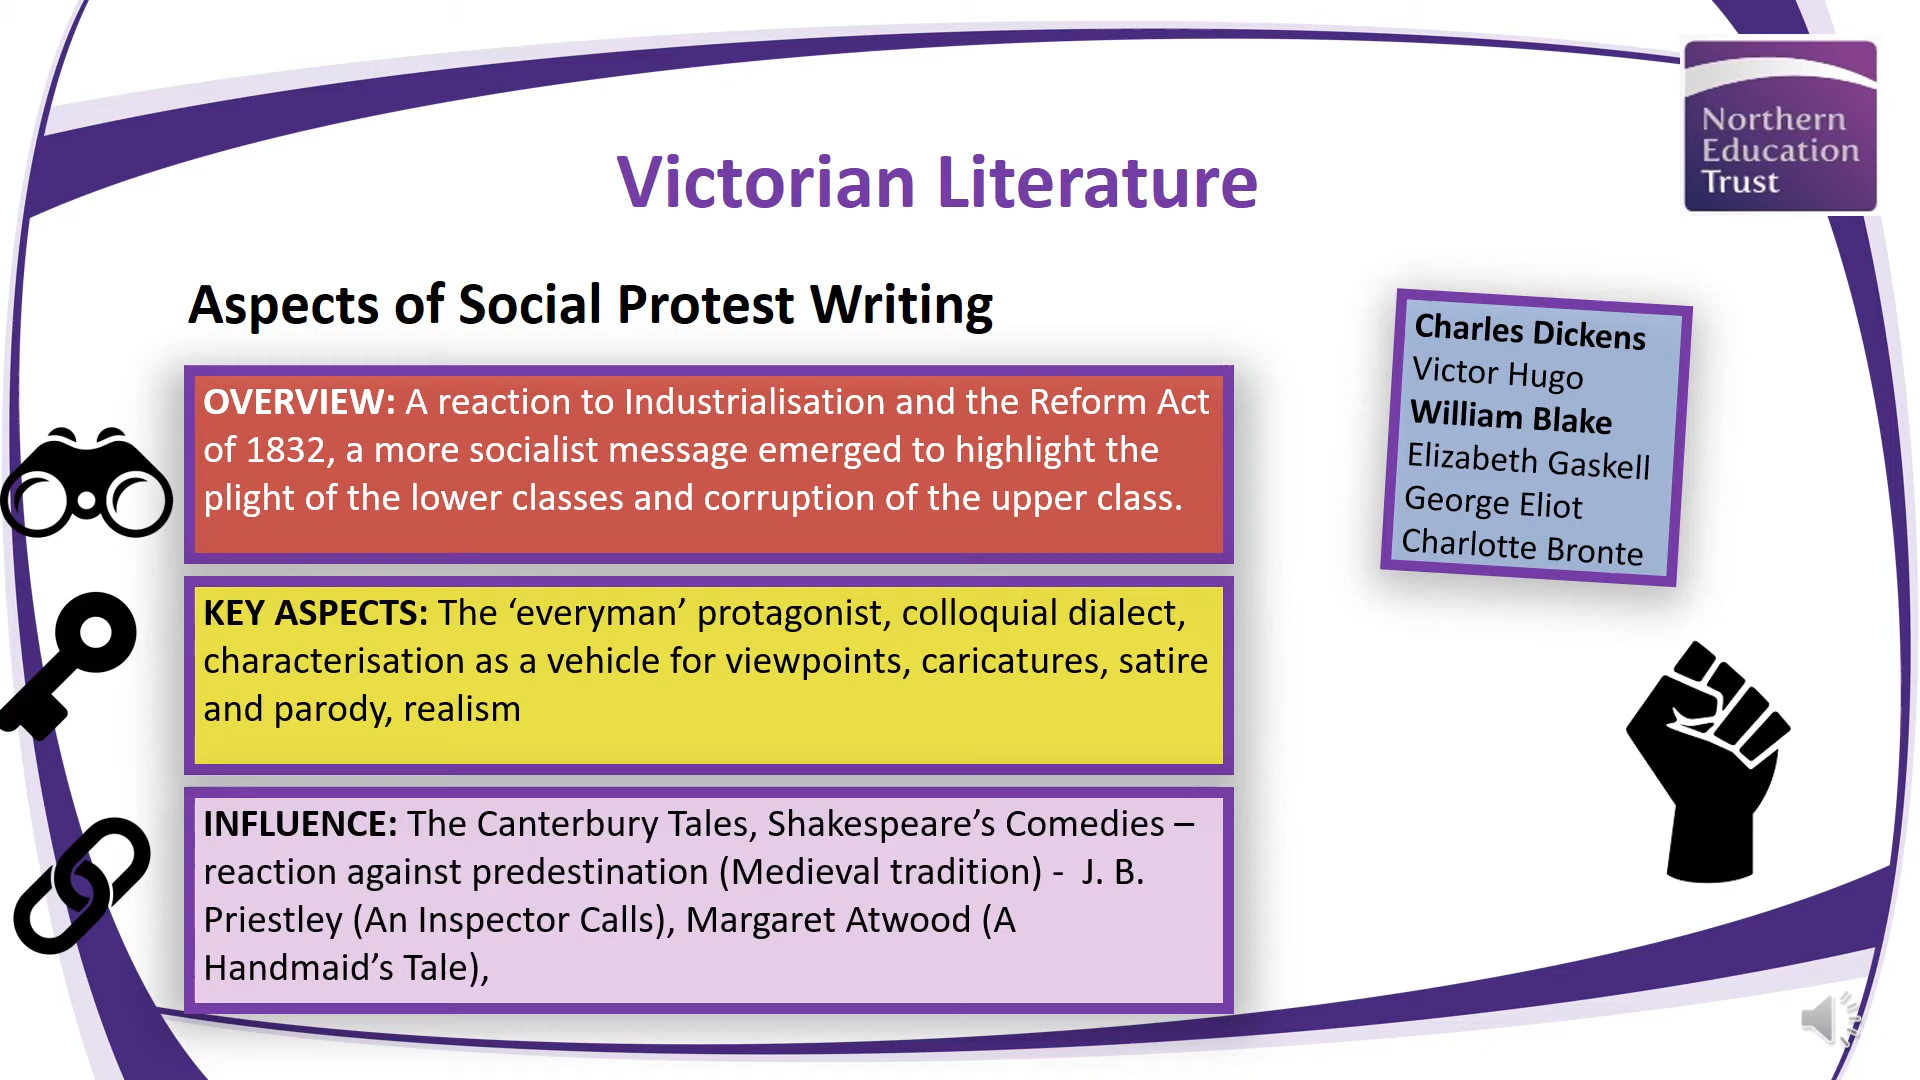 Northern
Education
Trust
Victorian Literature
Aspects of Social Protest Writing
OVERVIEW: A reaction to Industrialisation and the Reform Act
of 1832, a more socialist message emerged to highlight the
plight of the lower classes and corruption of the upper class.
KEY ASPECTS: The ‘everyman’ protagonist, colloquial dialect,
characterisation as a vehicle for viewpoints, caricatures, satire
and parody, realism
INFLUENCE: The Canterbury Tales, Shakespeare’s Comedies –
reaction against predestination (Medieval tradition) -  J. B.
Priestley (An Inspector Calls), Margaret Atwood (A
Handmaid’s Tale),
Charles Dickens
Victor Hugo
William Blake
Elizabeth Gaskell
George Eliot
Charlotte Bronte